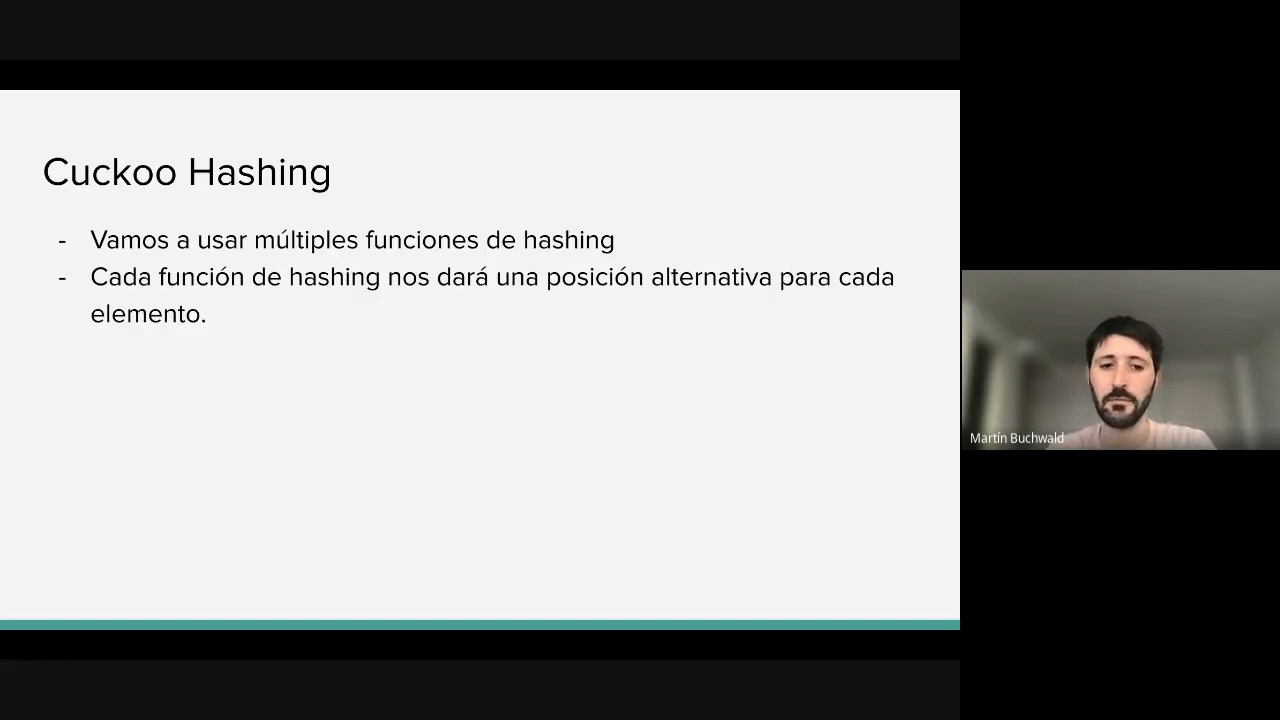 Cuckoo Hashing
- Vamos a usar múltiples funciones de hashing
- Cada función de hashing nos dará una posición alternativa para cada
elemento.
Martín Buchwald